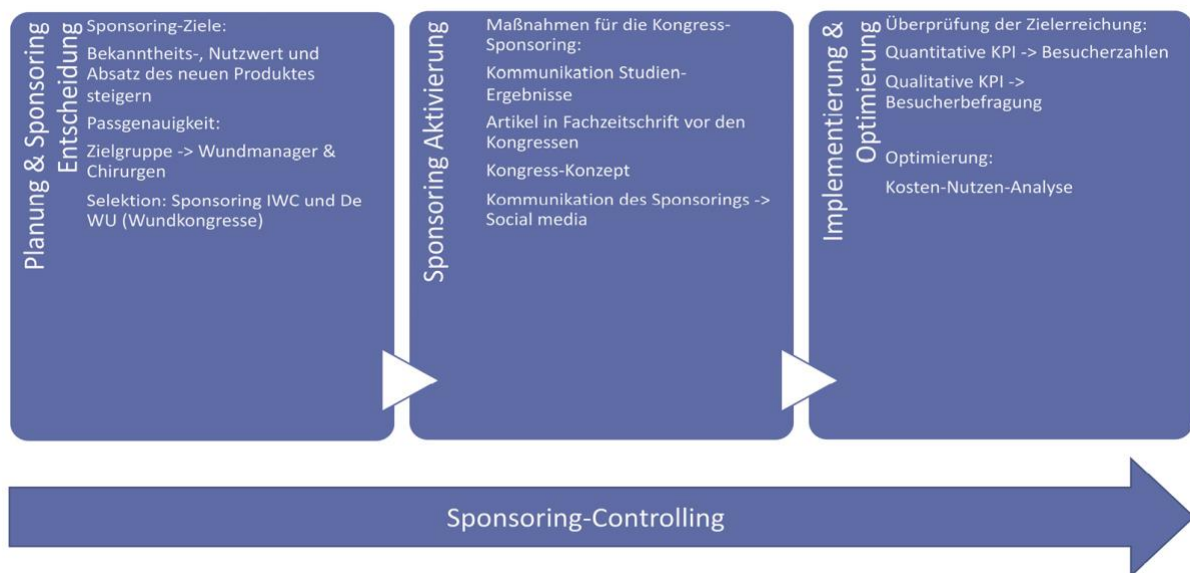 Planung & Sponsoring
Entscheidung
Sponsoring-Ziele:
Bekanntheits-, Nutzwert und
Absatz des neuen Produktes
steigern
Passgenauigkeit:
Zielgruppe -> Wundmanager &
Chirurgen
Selektion: Sponsoring IWC und De
WU (Wundkongresse)
Sponsoring Aktivierung
Maßnahmen für die Kongress-
Sponsoring:
Kommunikation Studien-
Ergebnisse
Artikel in Fachzeitschrift vor den
Kongressen
Kongress-Konzept
Kommunikation des Sponsorings ->
Social media
Implementierung &
Optimierung
Überprüfung der Zielerreichung:
Quantitative KPI -> Besucherzahlen
Qualitative KPI ->
Besucherbefragung
Optimierung:
Kosten-Nutzen-Analyse
Sponsoring-Controlling